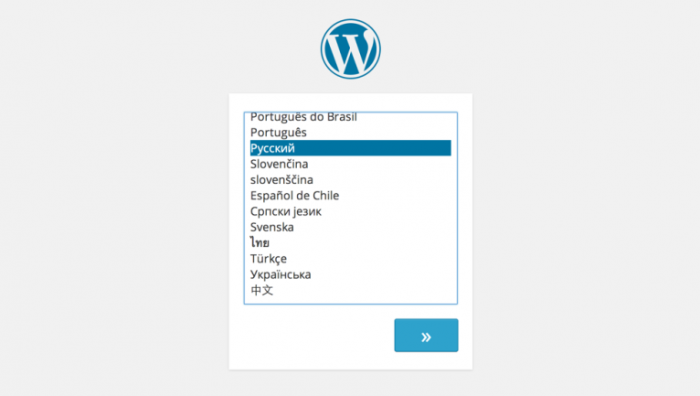 Português do Brasil
Português
Русский
Slovenčina
slovenščina
Español de Chile
Српски језик
Svenska
ไทย
Türkçe
Українська
中文
»